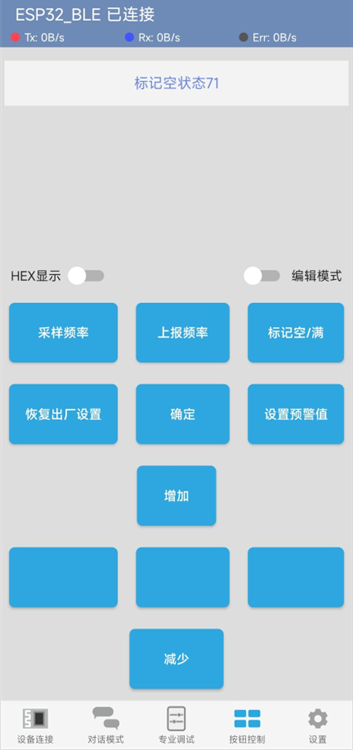 ESP32_BLE 已连接
Tx: 0B/s Rx: 0B/s Err: 0B/s
标记空状态71
HEX显示 编辑模式
采样频率 上报频率 标记空/满
恢复出厂设置 确定 设置预警值
增加
减少
设备连接 对话模式 专业调试 按钮控制 设置